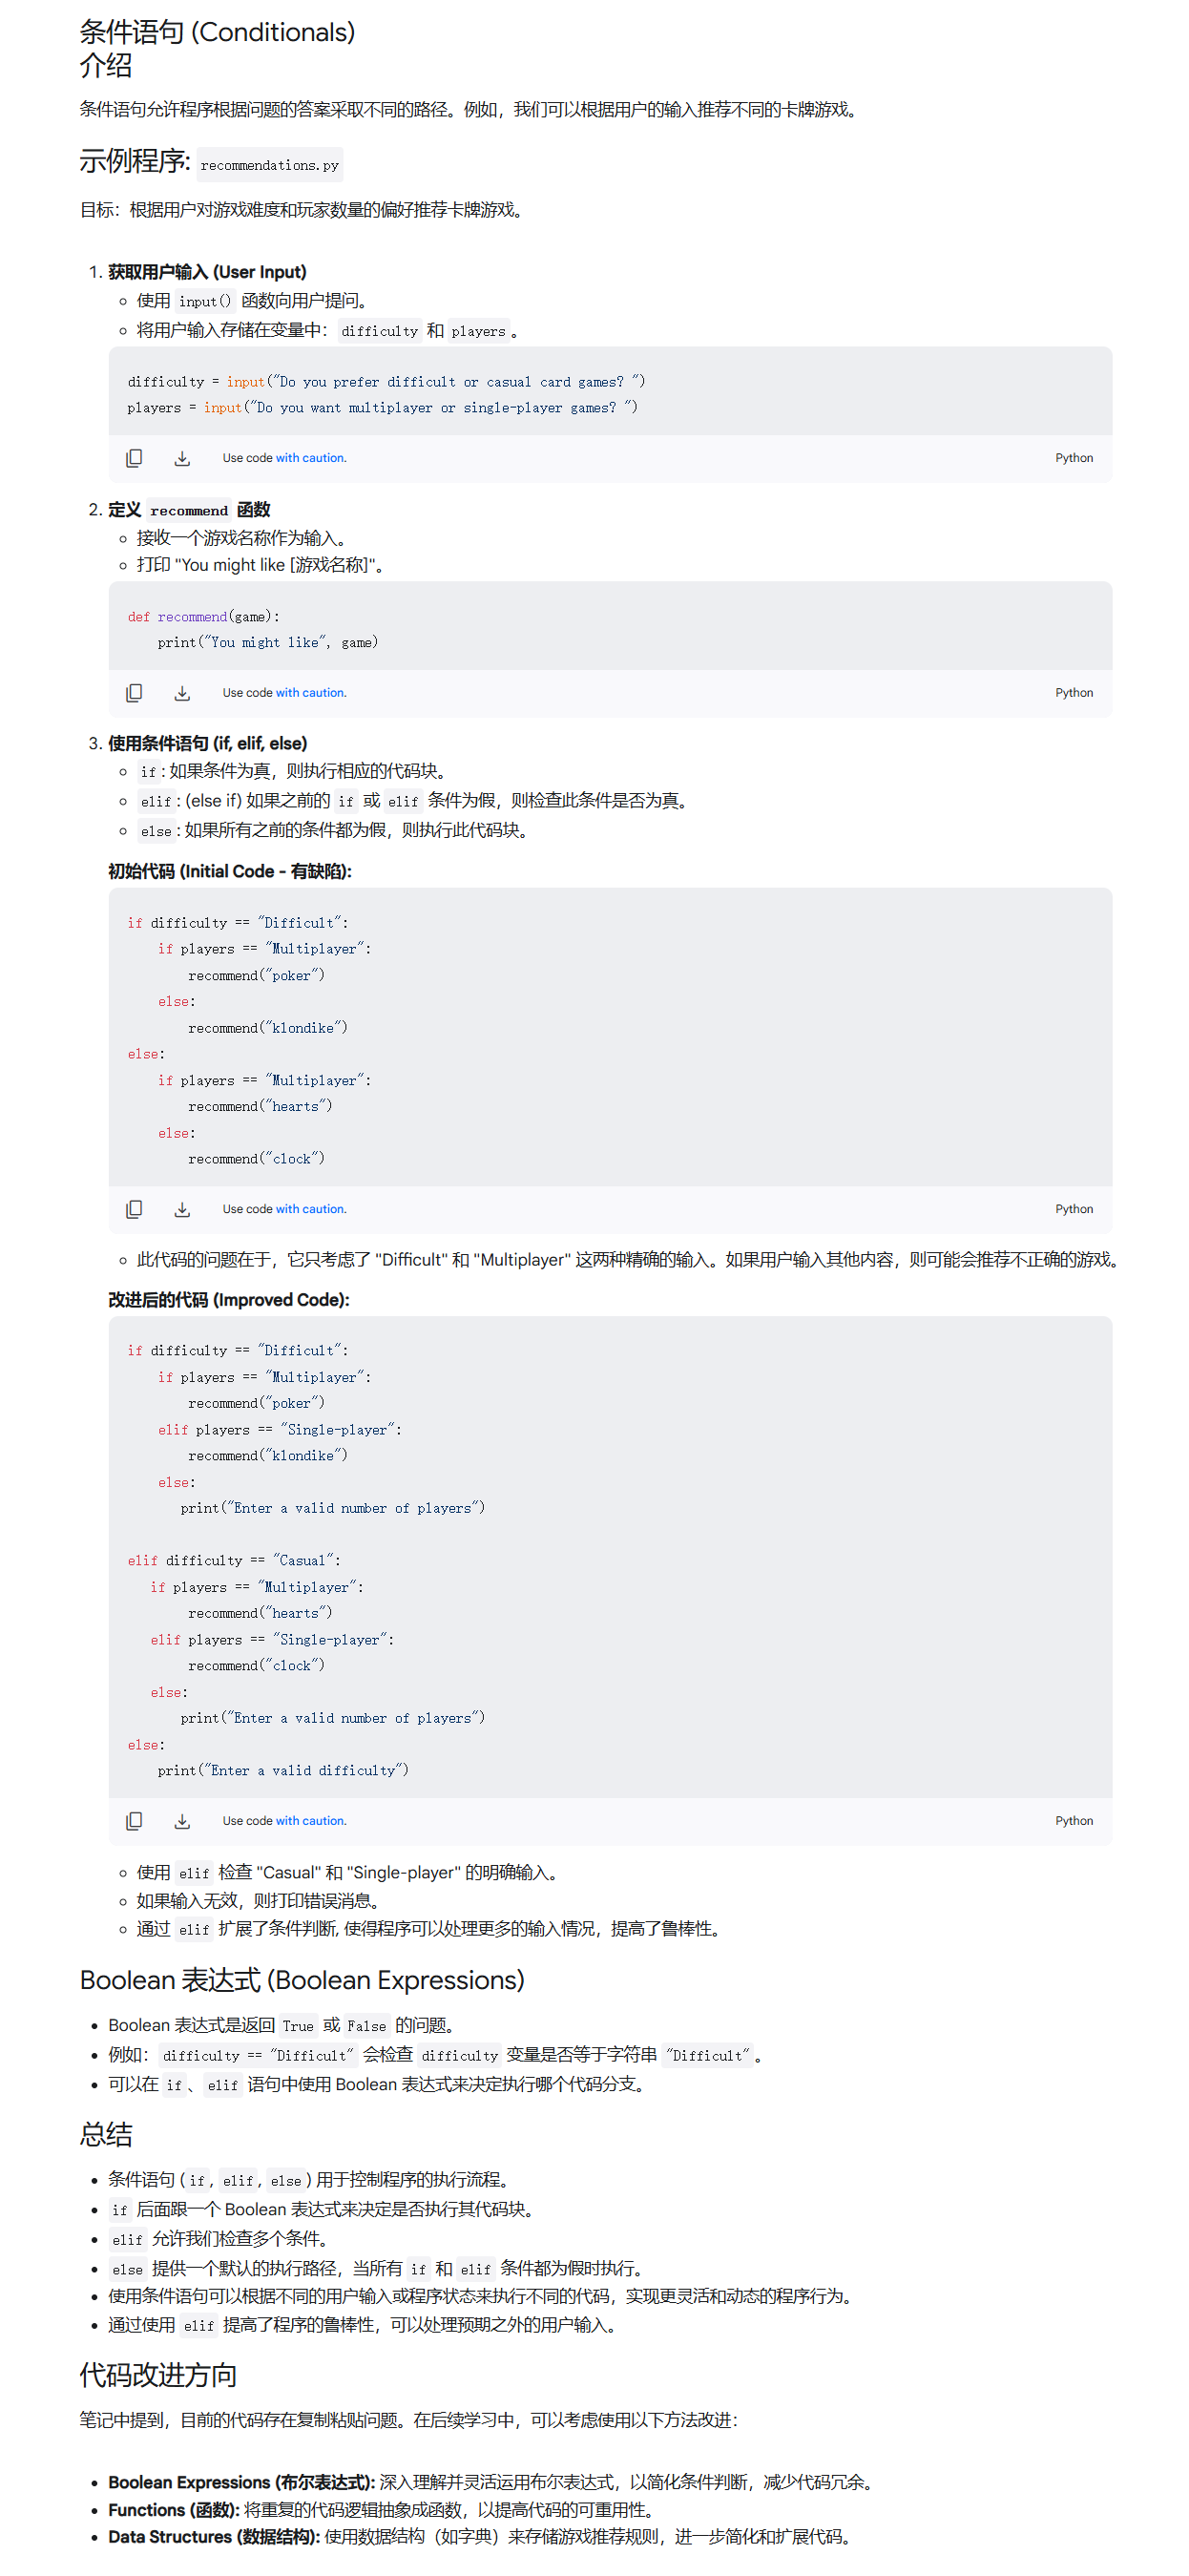 条件语句 (Conditionals)
介绍
条件语句允许程序根据问题的答案采取不同的路径。例如，我们可以根据用户的输入推荐不同的卡牌游戏。
示例程序: recommendations.py
目标：根据用户对游戏难度和玩家数量的偏好推荐卡牌游戏。
1. 获取用户输入 (User Input)
使用 input() 函数向用户提问。
将用户输入存储在变量中：difficulty 和 players。
difficulty = input("Do you prefer difficult or casual card games? ")
players = input("Do you want multiplayer or single-player games? ")
Use code with caution. Python
2. 定义 recommend 函数
接收一个游戏名称作为输入。
打印 "You might like [游戏名称]"。
def recommend(game):
    print("You might like", game)
Use code with caution. Python
3. 使用条件语句 (if, elif, else)
if: 如果条件为真，则执行相应的代码块。
elif: (else if) 如果之前的 if 或 elif 条件为假，则检查此条件是否为真。
else: 如果所有之前的条件都为假，则执行此代码块。
初始代码 (Initial Code - 有缺陷):
if difficulty == "Difficult":
    if players == "Multiplayer":
        recommend("poker")
    else:
        recommend("klondike")
else:
    if players == "Multiplayer":
        recommend("hearts")
    else:
        recommend("clock")
Use code with caution. Python
此代码的问题在于，它只考虑了 "Difficult" 和 "Multiplayer" 这两种精确的输入。如果用户输入其他内容，则可能会推荐不正确的游戏。
改进后的代码 (Improved Code):
if difficulty == "Difficult":
    if players == "Multiplayer":
        recommend("poker")
    elif players == "Single-player":
        recommend("klondike")
    else:
       print("Enter a valid number of players")
elif difficulty == "Casual":
   if players == "Multiplayer":
        recommend("hearts")
   elif players == "Single-player":
        recommend("clock")
   else:
       print("Enter a valid number of players")
else:
    print("Enter a valid difficulty")
Use code with caution. Python
使用 elif 检查 "Casual" 和 "Single-player" 的明确输入。
如果输入无效，则打印错误消息。
通过 elif 扩展了条件判断, 使得程序可以处理更多的输入情况，提高了鲁棒性。
Boolean 表达式 (Boolean Expressions)
Boolean 表达式是返回 True 或 False 的问题。
例如：difficulty == "Difficult" 会检查 difficulty 变量是否等于字符串 "Difficult"。
可以在 if、elif 语句中使用 Boolean 表达式来决定执行哪个代码分支。
总结
条件语句 (if, elif, else) 用于控制程序的执行流程。
if 后面跟一个 Boolean 表达式来决定是否执行其代码块。
elif 允许我们检查多个条件。
else 提供一个默认的执行路径，当所有 if 和 elif 条件都为假时执行。
使用条件语句可以根据不同的用户输入或程序状态来执行不同的代码，实现更灵活和动态的程序行为。
通过使用 elif 提高了程序的鲁棒性，可以处理预期之外的用户输入。
代码改进方向
笔记中提到，目前的代码存在复制粘贴问题。在后续学习中，可以考虑使用以下方法改进：
Boolean Expressions (布尔表达式): 深入理解并灵活运用布尔表达式，以简化条件判断，减少代码冗余。
Functions (函数): 将重复的代码逻辑抽象成函数，以提高代码的可重用性。
Data Structures (数据结构): 使用数据结构（如字典）来存储游戏推荐规则，进一步简化和扩展代码。